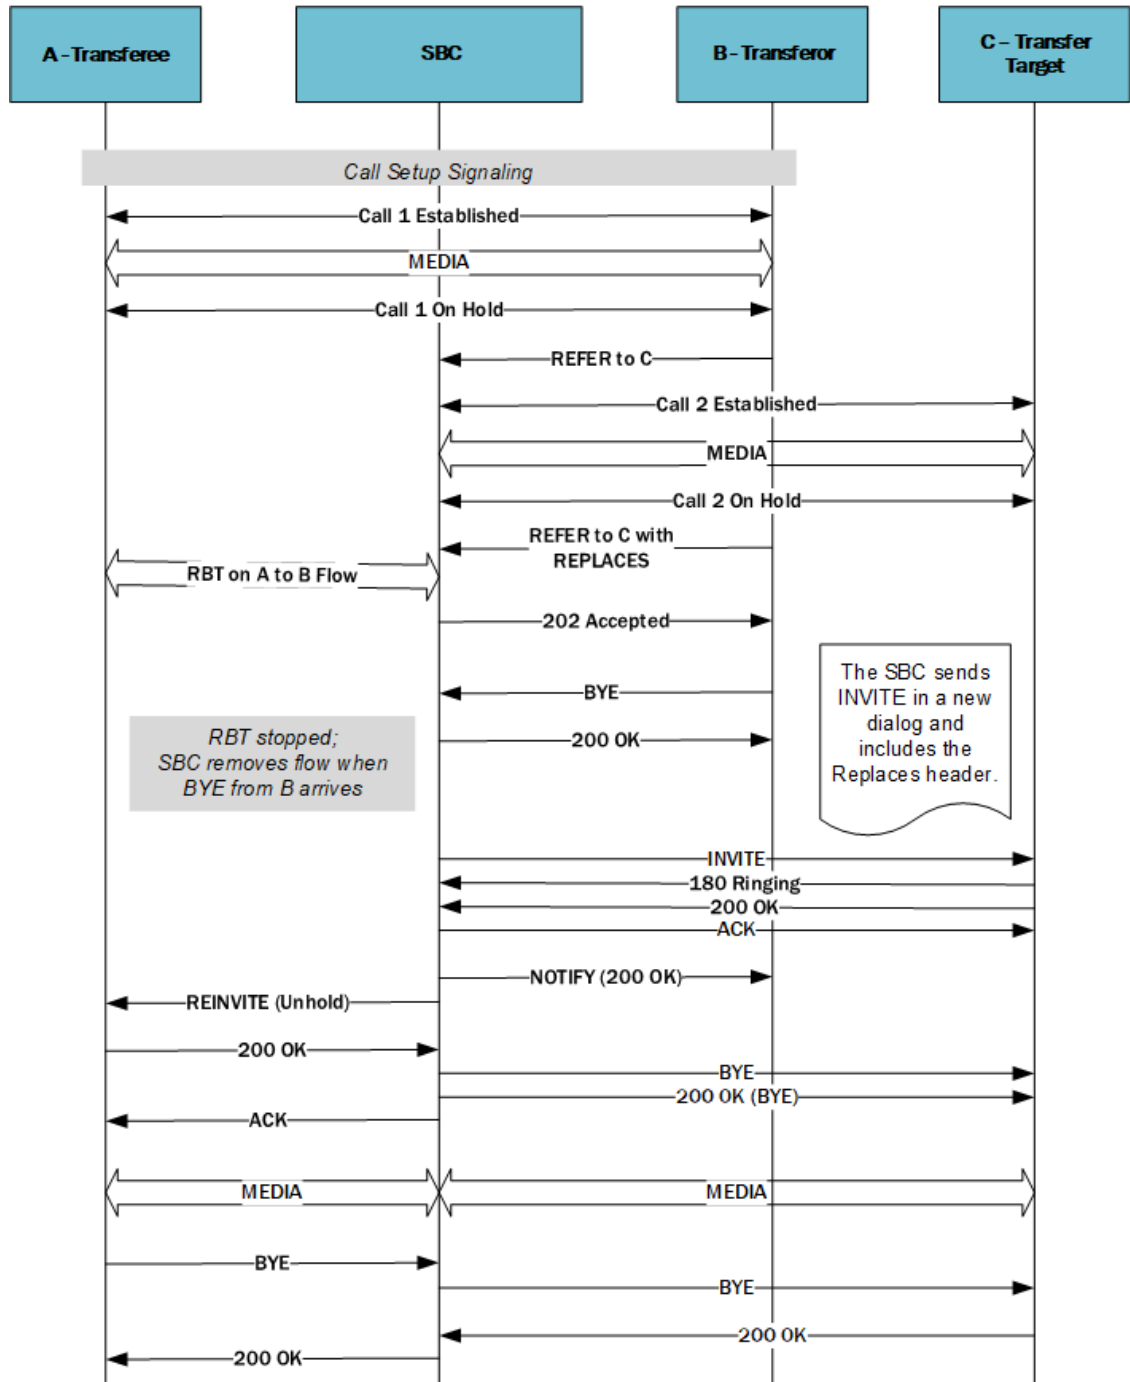 A - Transferee
SBC
B - Transferor
C – Transfer
Target
Call Setup Signaling
Call 1 Established
MEDIA
Call 1 On Hold
REFER to C
Call 2 Established
MEDIA
Call 2 On Hold
REFER to C with
REPLACES
RBT on A to B Flow
202 Accepted
The SBC sends
INVITE in a new
dialog and
includes the
Replaces header.
BYE
RBT stopped;
SBC removes flow when
BYE from B arrives
200 OK
INVITE
180 Ringing
200 OK
ACK
NOTIFY (200 OK)
REINVITE (Unhold)
200 OK
BYE
200 OK (BYE)
ACK
MEDIA
MEDIA
BYE
BYE
200 OK
200 OK